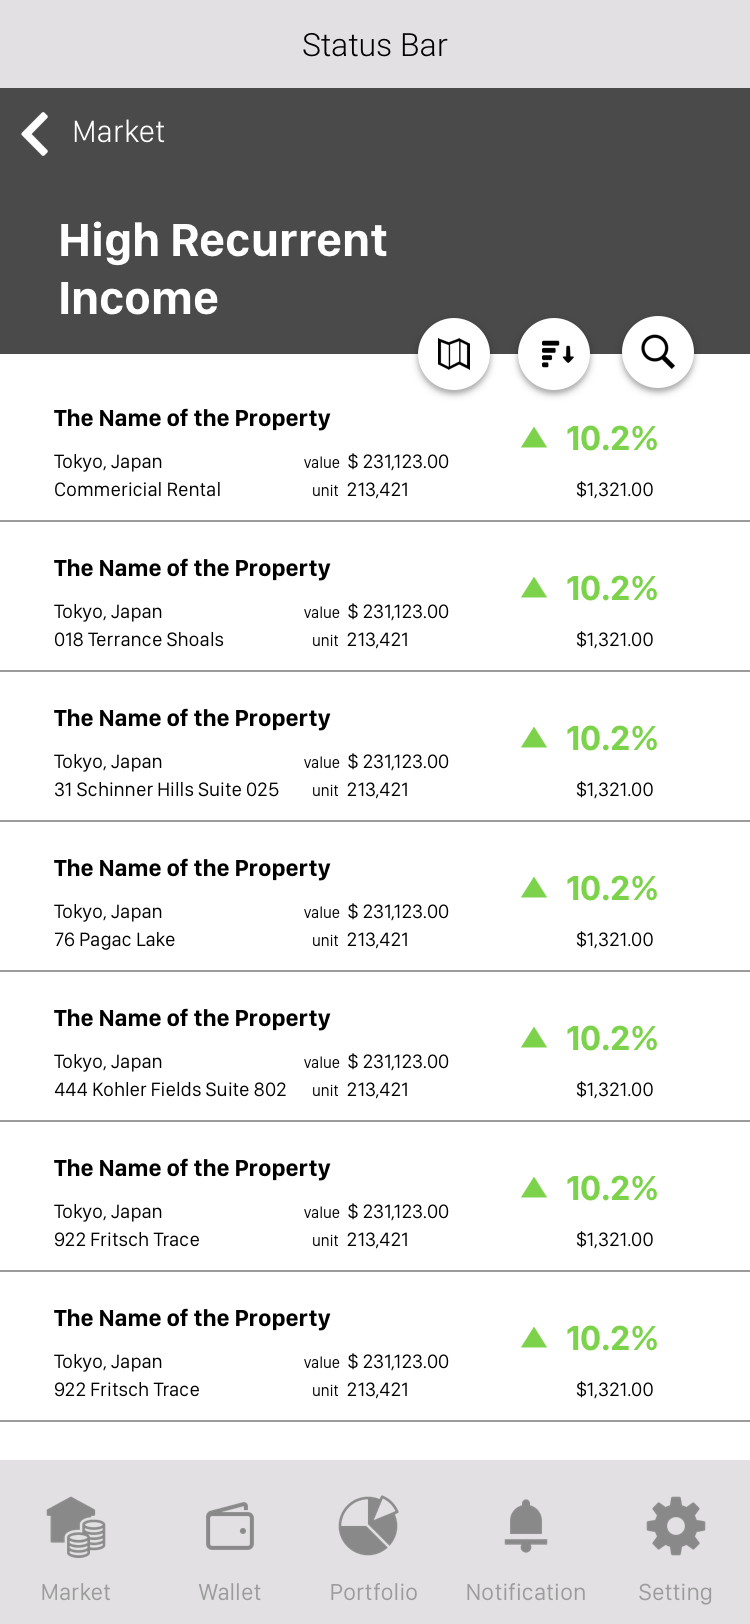 Status Bar
Market
High Recurrent
Income
The Name of the Property
10.2%
Tokyo, Japan value $ 231,123.00
Commericial Rental unit 213,421 $1,321.00
The Name of the Property
10.2%
Tokyo, Japan value $ 231,123.00
018 Terrance Shoals unit 213,421 $1,321.00
The Name of the Property
10.2%
Tokyo, Japan value $ 231,123.00
31 Schinner Hills Suite 025 unit 213,421 $1,321.00
The Name of the Property
10.2%
Tokyo, Japan value $ 231,123.00
76 Pagac Lake unit 213,421 $1,321.00
The Name of the Property
10.2%
Tokyo, Japan value $ 231,123.00
444 Kohler Fields Suite 802 unit 213,421 $1,321.00
The Name of the Property
10.2%
Tokyo, Japan value $ 231,123.00
922 Fritsch Trace unit 213,421 $1,321.00
The Name of the Property
10.2%
Tokyo, Japan value $ 231,123.00
922 Fritsch Trace unit 213,421 $1,321.00
Market Wallet Portfolio Notification Setting